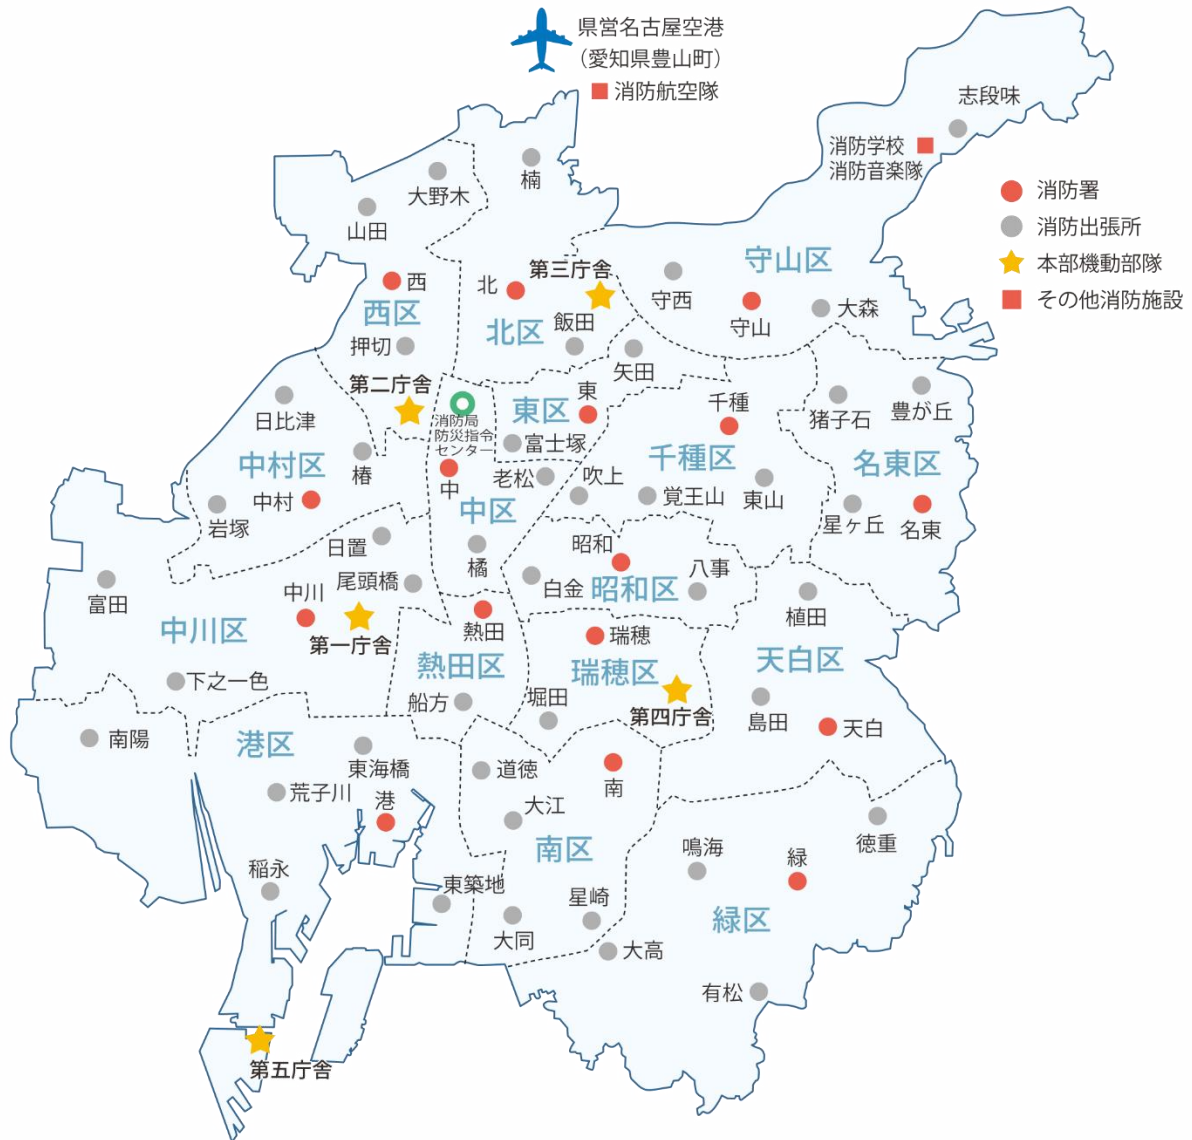 県営名古屋空港
（愛知県豊山町）
消防航空隊
志段味
消防学校
消防音楽隊
消防署
消防出張所
本部機動部隊
その他消防施設
楠
大野木
山田
守山区
第三庁舎
西
北
守西
守山
大森
西区
北区
飯田
押切
矢田
第二庁舎
東
千種
猪子石
豊が丘
日比津
消防局
防災指令
センター
東区
富士塚
中村区
椿
千種区
名東区
中村
岩塚
中
老松
吹上
覚王山
東山
星ヶ丘
名東
中区
日置
橘
昭和
富田
尾頭橋
白金
昭和区
八事
植田
中川
中川区
第一庁舎
熱田
瑞穂
熱田区
瑞穂区
天白区
下之一色
船方
堀田
第四庁舎
島田
天白
南陽
港区
東海橋
道徳
南
荒子川
港
大江
南区
鳴海
緑
徳重
稲永
東築地
星崎
緑区
大同
大高
有松
第五庁舎